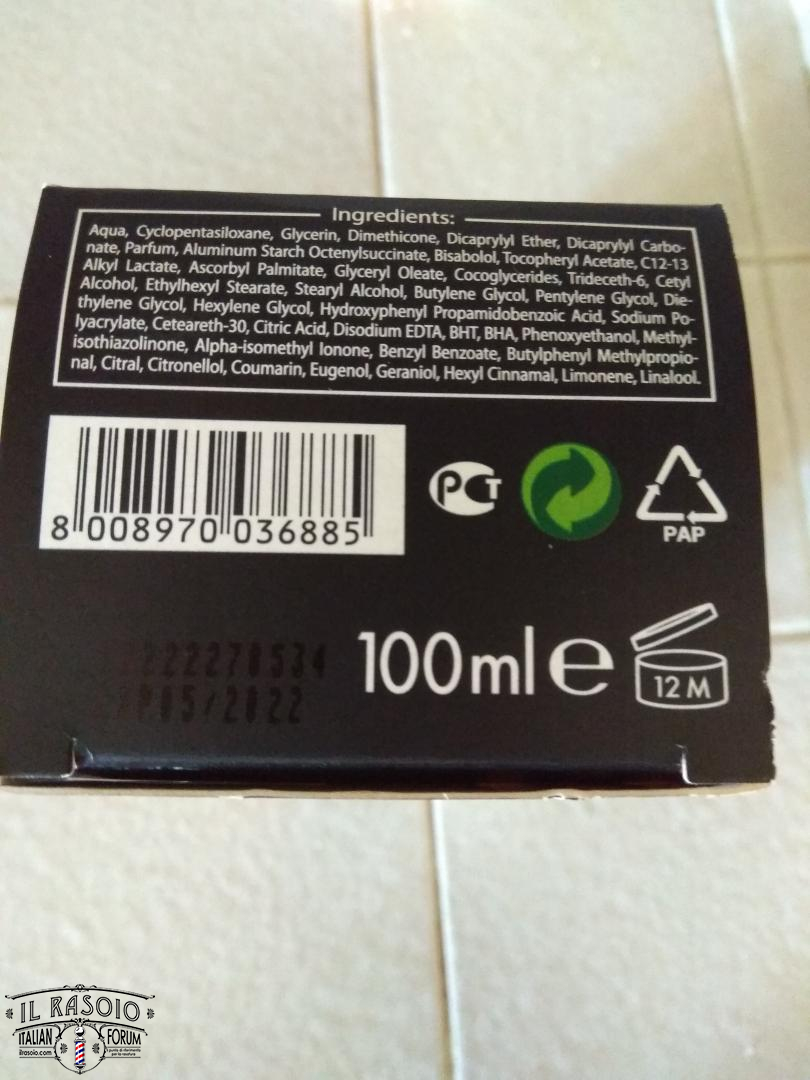 Ingredients:
Aqua, Cyclopentasiloxane, Glycerin, Dimethicone, Dicaprylyl Ether, Dicaprylyl Carbo-
nate, Parfum, Aluminum Starch Octenylsuccinate, Bisabolol, Tocopheryl Acetate, C12-13
Alkyl Lactate, Ascorbyl Palmitate, Glyceryl Oleate, Cocoglycerides, Trideceth-6, Cetyl
Alcohol, Ethylhexyl Stearate, Stearyl Alcohol, Butylene Glycol, Pentylene Glycol, Die-
thylene Glycol, Hexylene Glycol, Hydroxyphenyl Propamidobenzoic Acid, Sodium Po-
lyacrylate, Ceteareth-30, Citric Acid, Disodium EDTA, BHT, BHA, Phenoxyethanol, Methyl-
isothiazolinone, Alpha-isomethyl Ionone, Benzyl Benzoate, Butylphenyl Methylpropio-
nal, Citral, Citronellol, Coumarin, Eugenol, Geraniol, Hexyl Cinnamal, Limonene, Linalool.
8 008970 036885
PCT
PAP
05/2022
100ml e
12 M
IL RASOIO
ITALIAN FORUM
ilrasoio.com